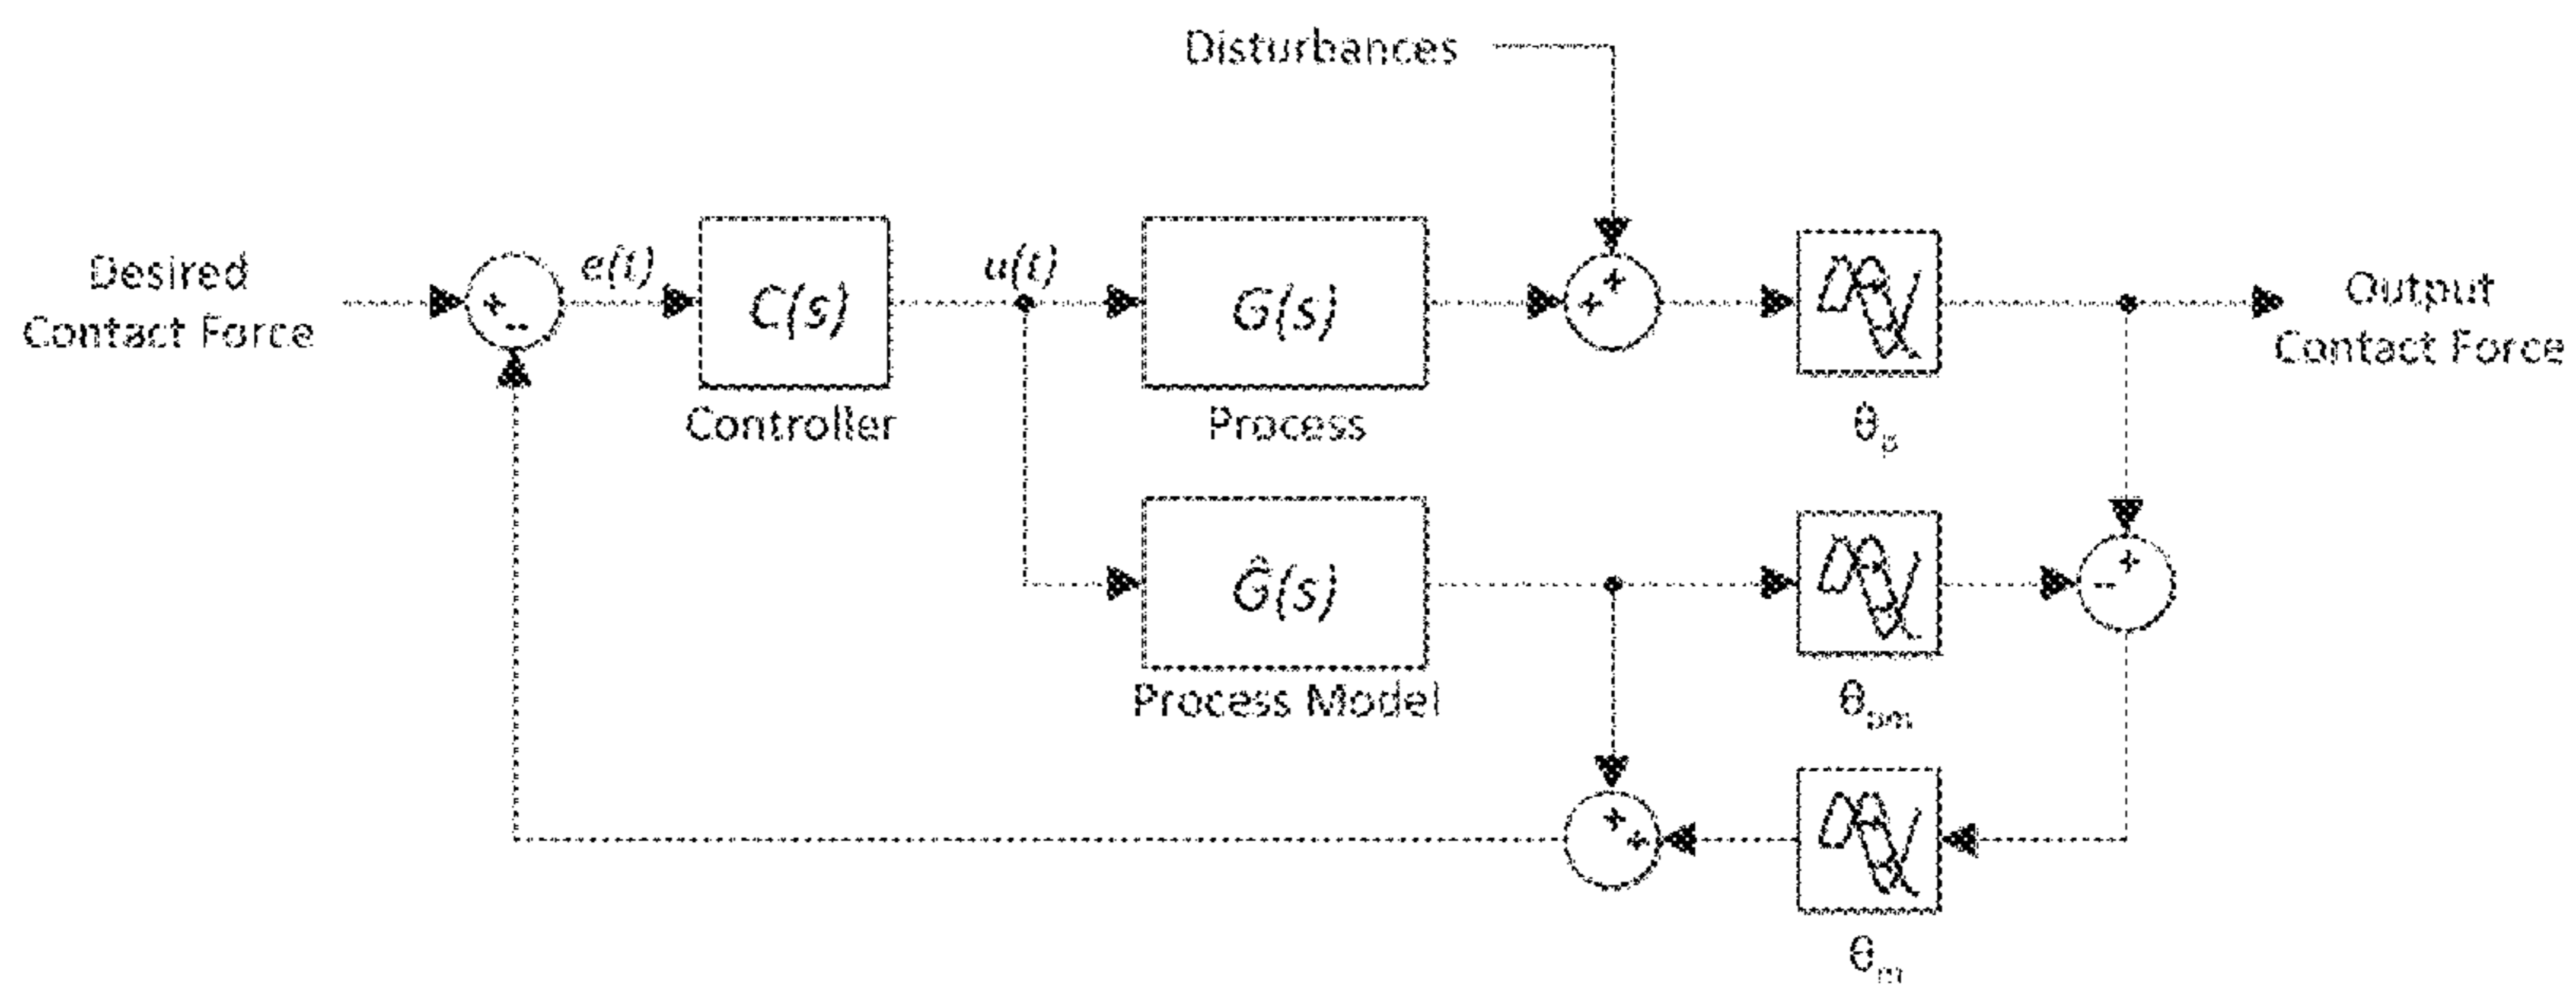 Disturbances
Desired
Contact Force
+
--
e(t)
C(s)
Controller
u(t)
G(s)
Process
+
+
θp
Output
Contact Force
Ĝ(s)
Process Model
θpm
+
--
+
+
θm